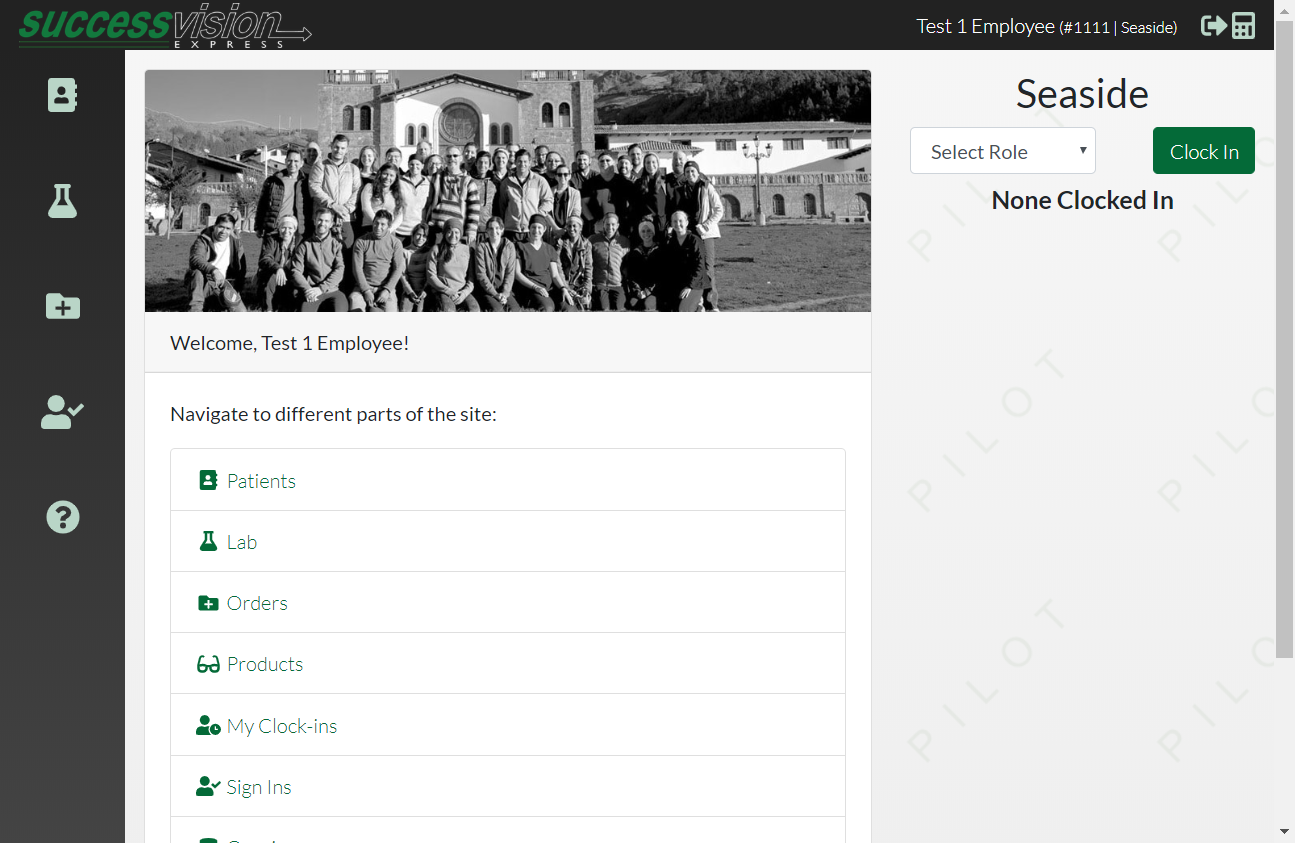 successvision
EXPRESS
Test 1 Employee (#1111 | Seaside)
Seaside
Select Role
Clock In
None Clocked In
Welcome, Test 1 Employee!
Navigate to different parts of the site:
Patients
Lab
Orders
Products
My Clock-ins
Sign Ins
PILOT
PILOT
PILOT
PILOT
PILOT
PILOT